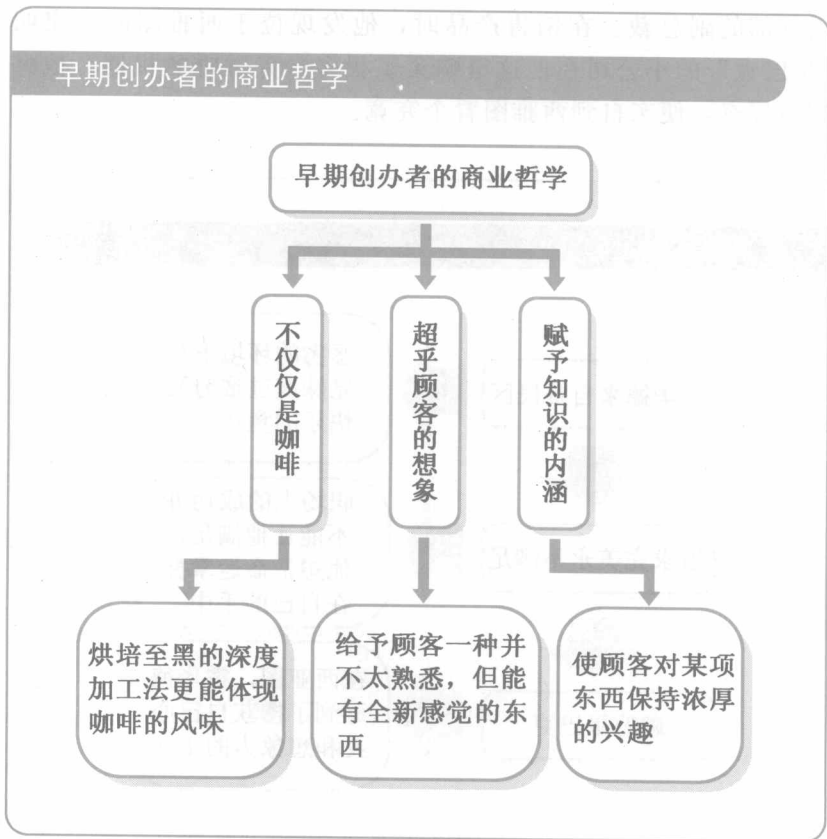 早期创办者的商业哲学
早期创办者的商业哲学
不仅仅是咖啡
超乎顾客的想象
赋予知识的内涵
烘培至黑的深度
加工法更能体现
咖啡的风味
给予顾客一种并
不太熟悉，但能
有全新感觉的东
西
使顾客对某项
东西保持浓厚
的兴趣